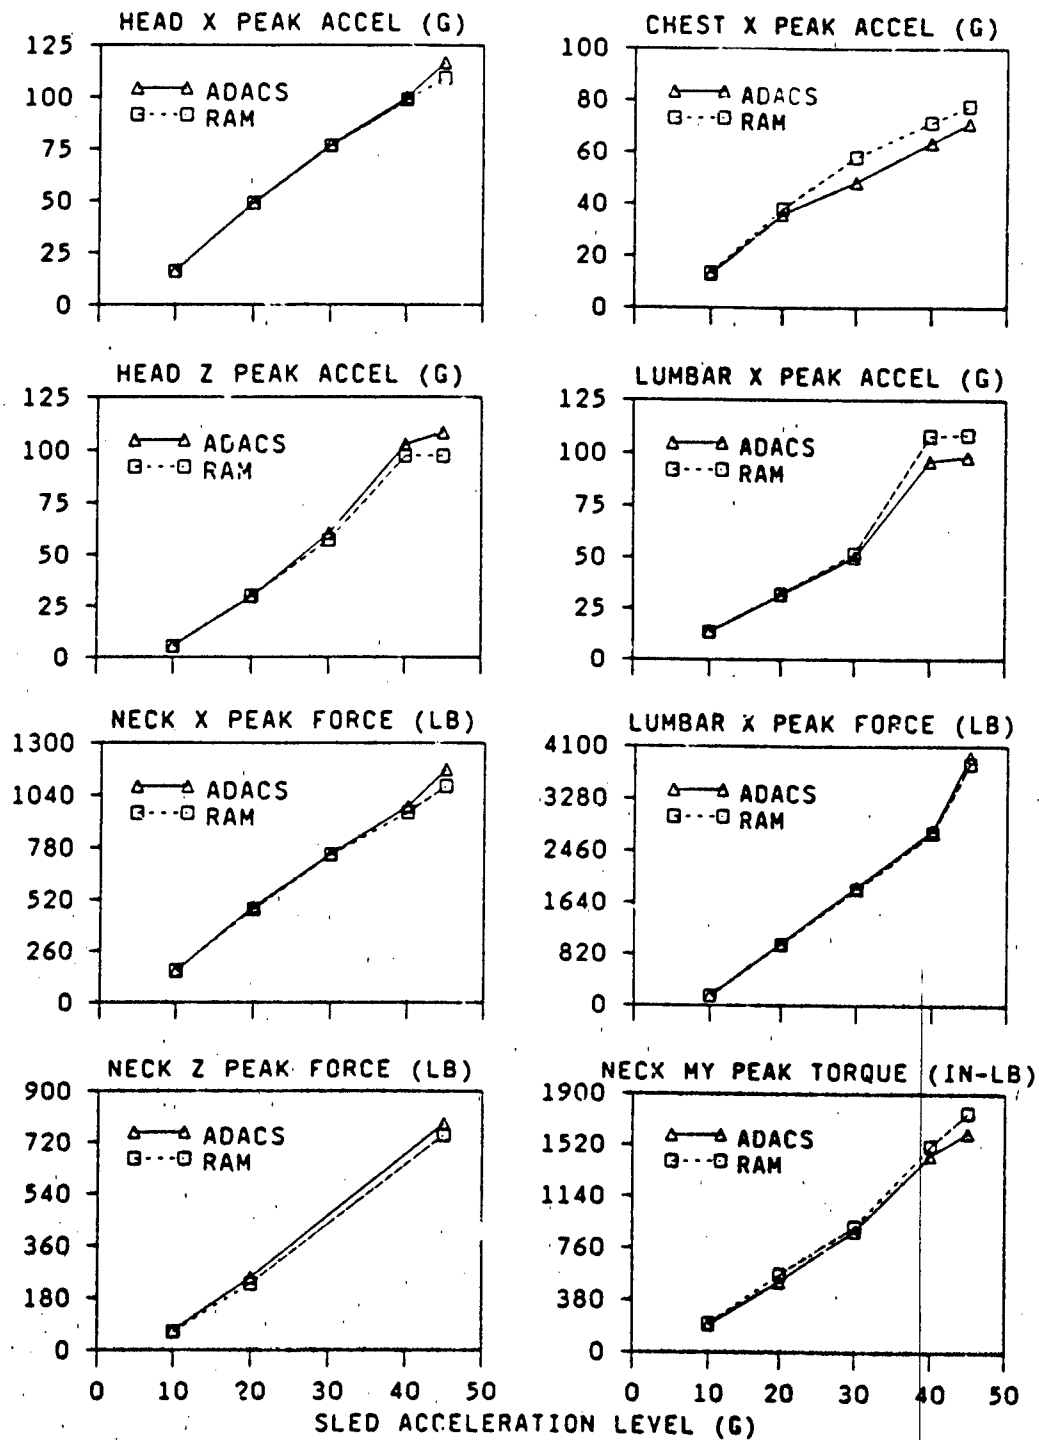 HEAD X PEAK ACCEL (G)
125
100
75
50
25
0
ADACS
RAM
CHEST X PEAK ACCEL (G)
100
80
60
40
20
0
ADACS
RAM
HEAD Z PEAK ACCEL (G)
125
100
75
50
25
0
ADACS
RAM
LUMBAR X PEAK ACCEL (G)
125
100
75
50
25
0
ADACS
RAM
NECK X PEAK FORCE (LB)
1300
1040
780
520
260
0
ADACS
RAM
LUMBAR X PEAK FORCE (LB)
4100
3280
2460
1640
820
0
ADACS
RAM
NECK Z PEAK FORCE (LB)
900
720
540
360
180
0
ADACS
RAM
0 10 20 30 40 50
NECX MY PEAK TORQUE (IN-LB)
1900
1520
1140
760
380
0
ADACS
RAM
0 10 20 30 40 50
SLED ACCELERATION LEVEL (G)